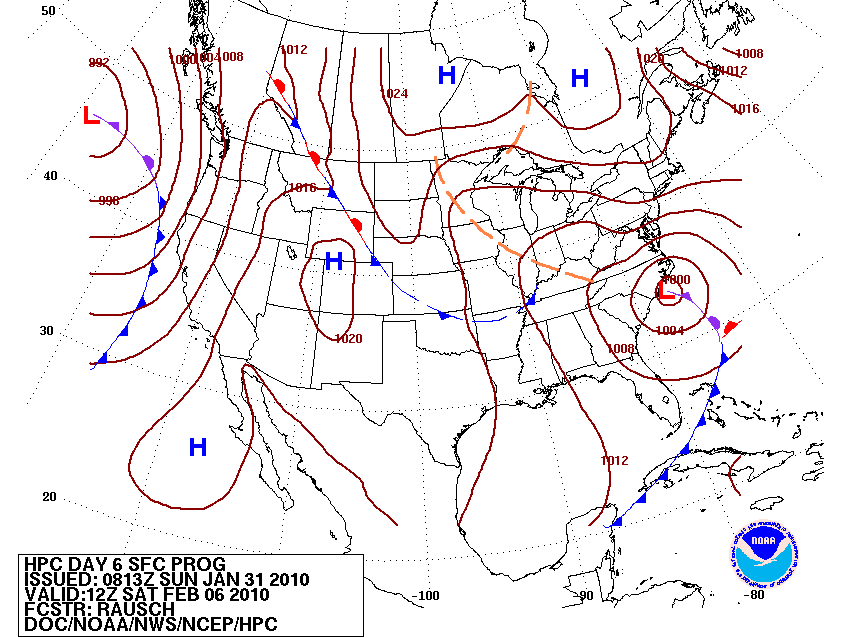 50
992
1000
1004
1008
1012
H
H
1020
1008
1012
1016
1024
L
40
998
1016
H
L
1000
1004
30
1020
1008
H
1012
20
NOAA
HPC DAY 6 SFC PROG
ISSUED: 0813Z SUN JAN 31 2010
VALID:12Z SAT FEB 06 2010
FCSTR: RAUSCH
DOC/NOAA/NWS/NCEP/HPC
-100
-90
-80